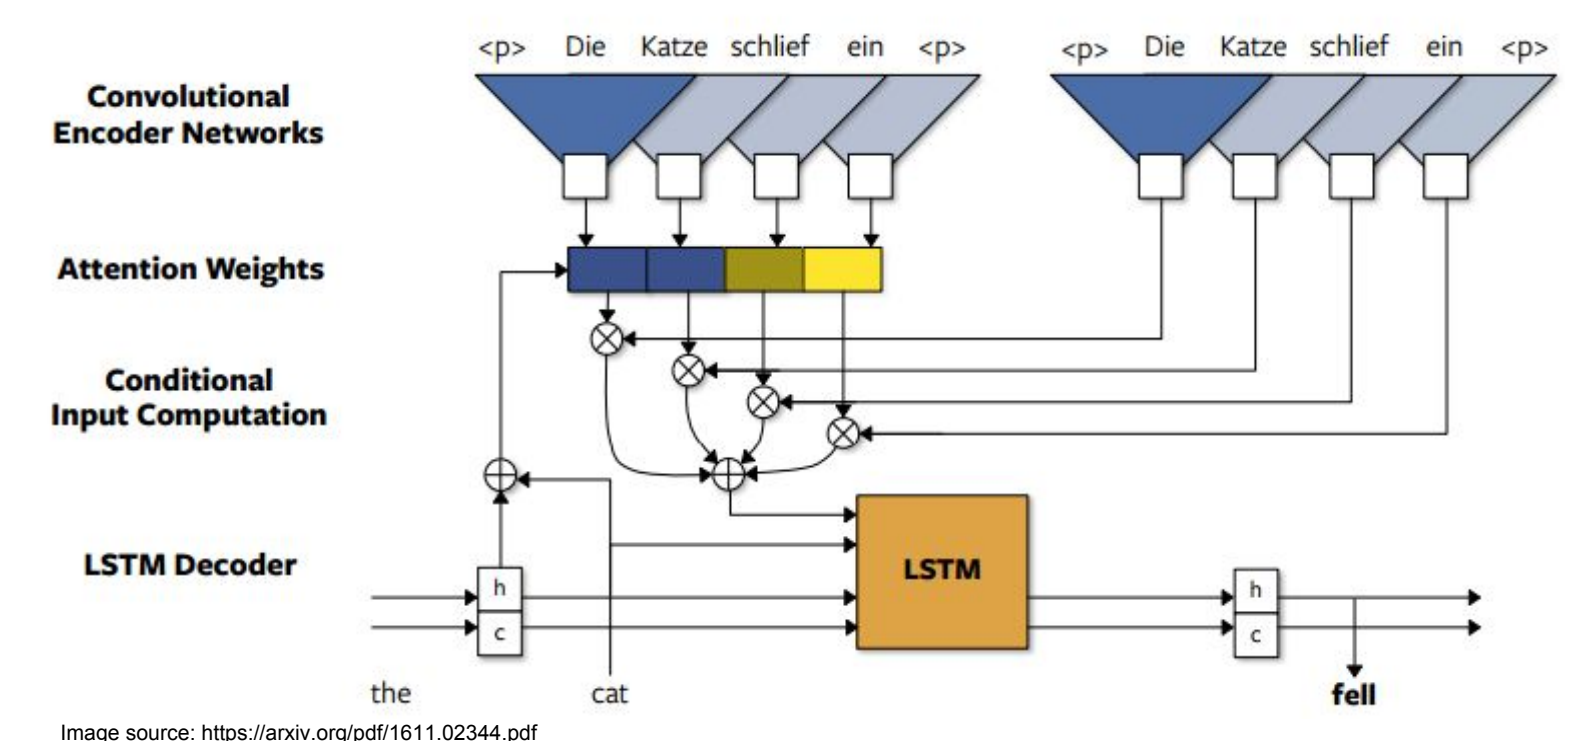 <p> Die Katze schlief ein <p> <p> Die Katze schlief ein <p>
Convolutional
Encoder Networks
Attention Weights
Conditional
Input Computation
LSTM Decoder
h
c
LSTM
h
c
the cat fell
Image source: https://arxiv.org/pdf/1611.02344.pdf